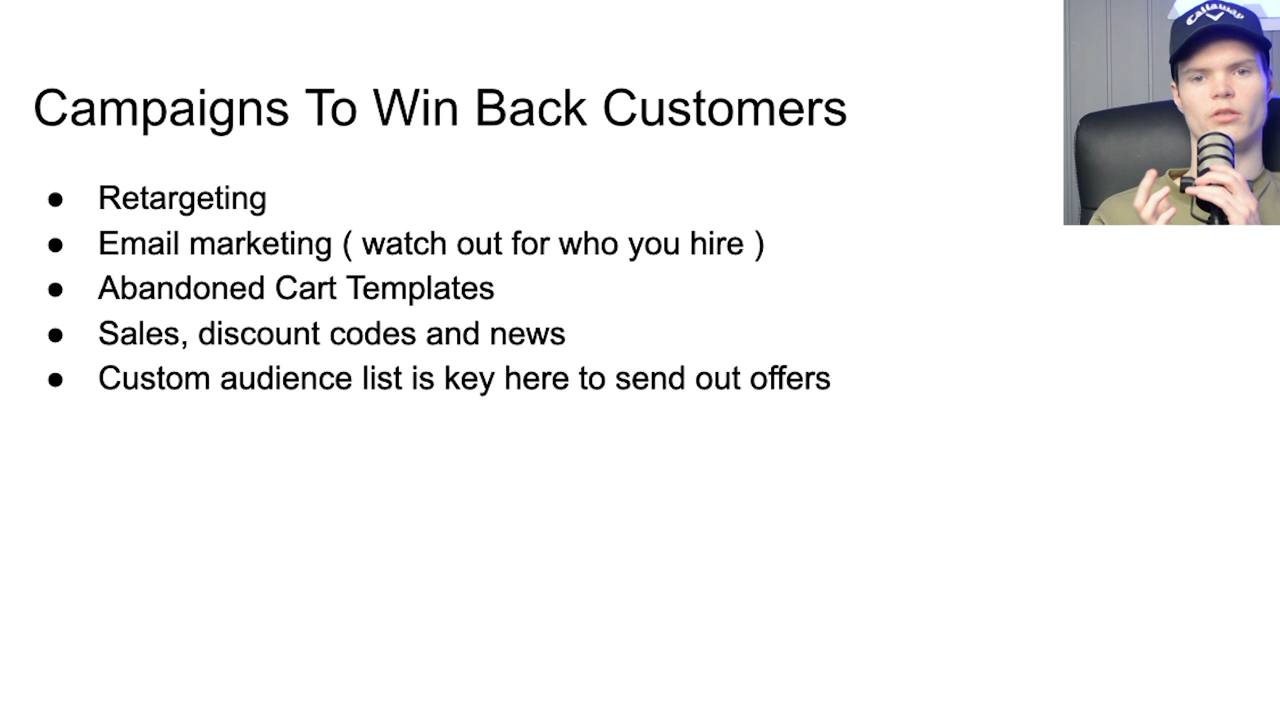 Campaigns To Win Back Customers
● Retargeting
● Email marketing ( watch out for who you hire )
● Abandoned Cart Templates
● Sales, discount codes and news
● Custom audience list is key here to send out offers
Callaway